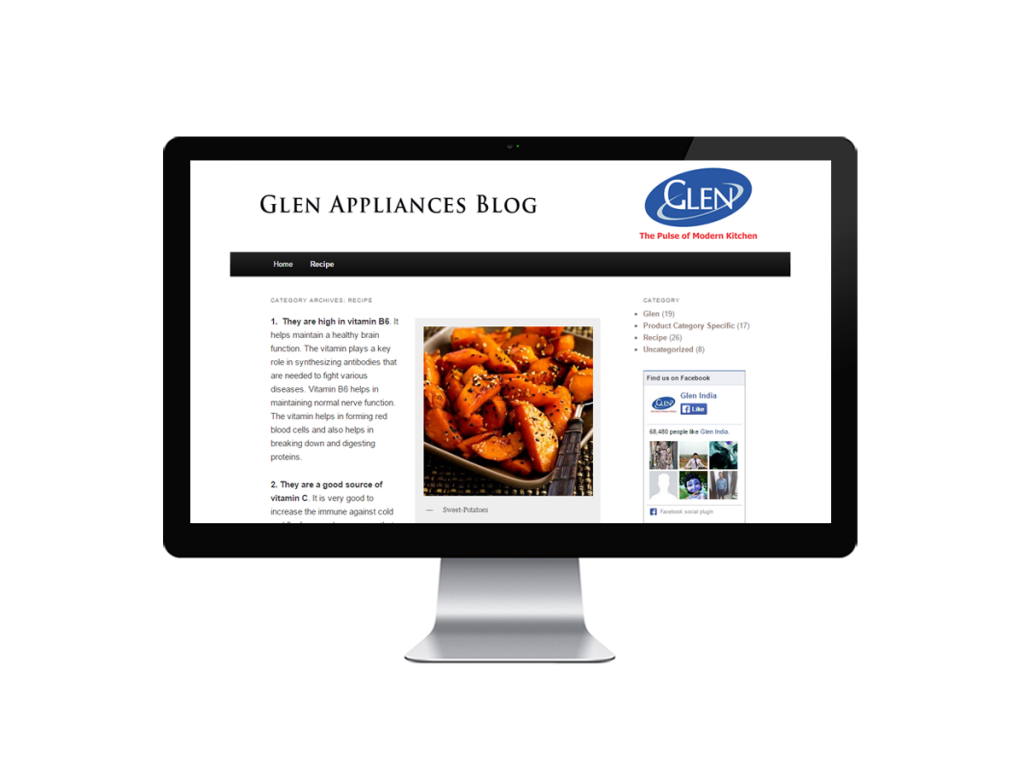 GLEN APPLIANCES BLOG
GLEN
The Pulse of Modern Kitchen
Home Recipe
CATEGORY ARCHIVES: RECIPE
1. They are high in vitamin B6. It
helps maintain a healthy brain
function. The vitamin plays a key
role in synthesizing antibodies that
are needed to fight various
diseases. Vitamin B6 helps in
maintaining normal nerve function.
The vitamin helps in forming red
blood cells and also helps in
breaking down and digesting
proteins.
2. They are a good source of
vitamin C. It is very good to
increase the immune against cold
— Sweet-Potatoes
CATEGORY
• Glen (19)
• Product Category Specific (17)
• Recipe (26)
• Uncategorized (8)
Find us on Facebook
GLEN
Glen India
Like
68,480 people like Glen India.
Facebook social plugin